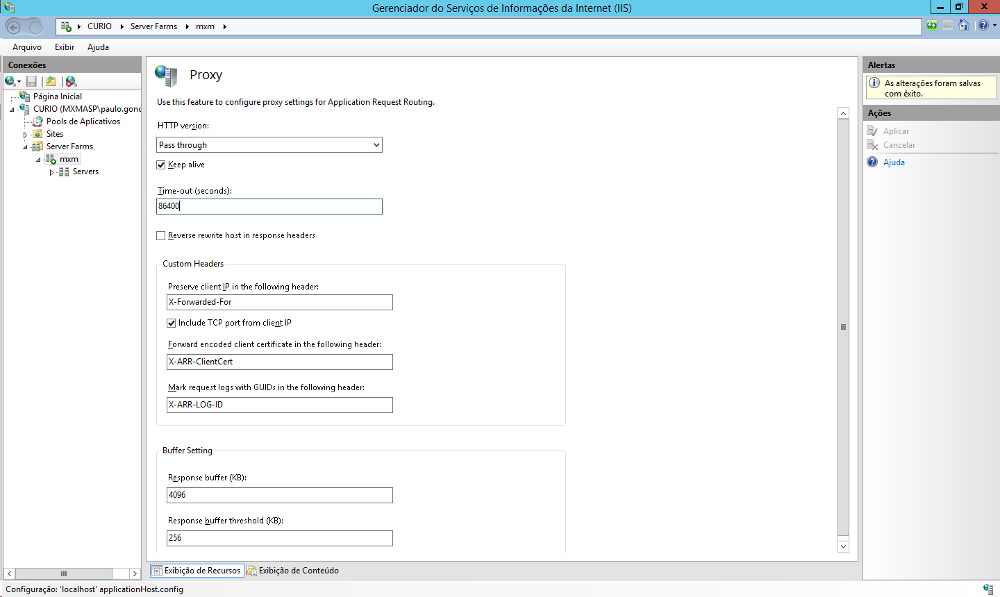 Gerenciador do Serviços de Informações da Internet (IIS)
CURIO
Server Farms
mxm
Arquivo
Exibir
Ajuda
Conexões
Página Inicial
CURIO (MXMASP\paulo.gonc
Pools de Aplicativos
Sites
Server Farms
mxm
Servers
Proxy
Use this feature to configure proxy settings for Application Request Routing.
HTTP version:
Pass through
Keep alive
Time-out (seconds):
86400
Reverse rewrite host in response headers
Custom Headers
Preserve client IP in the following header:
X-Forwarded-For
Include TCP port from client IP
Forward encoded client certificate in the following header:
X-ARR-ClientCert
Mark request logs with GUIDs in the following header:
X-ARR-LOG-ID
Buffer Setting
Response buffer (KB):
4096
Response buffer threshold (KB):
256
Exibição de Recursos
Exibição de Conteúdo
Alertas
As alterações foram salvas
com êxito.
Ações
Aplicar
Cancelar
Ajuda
Configuração: 'localhost' applicationHost.config